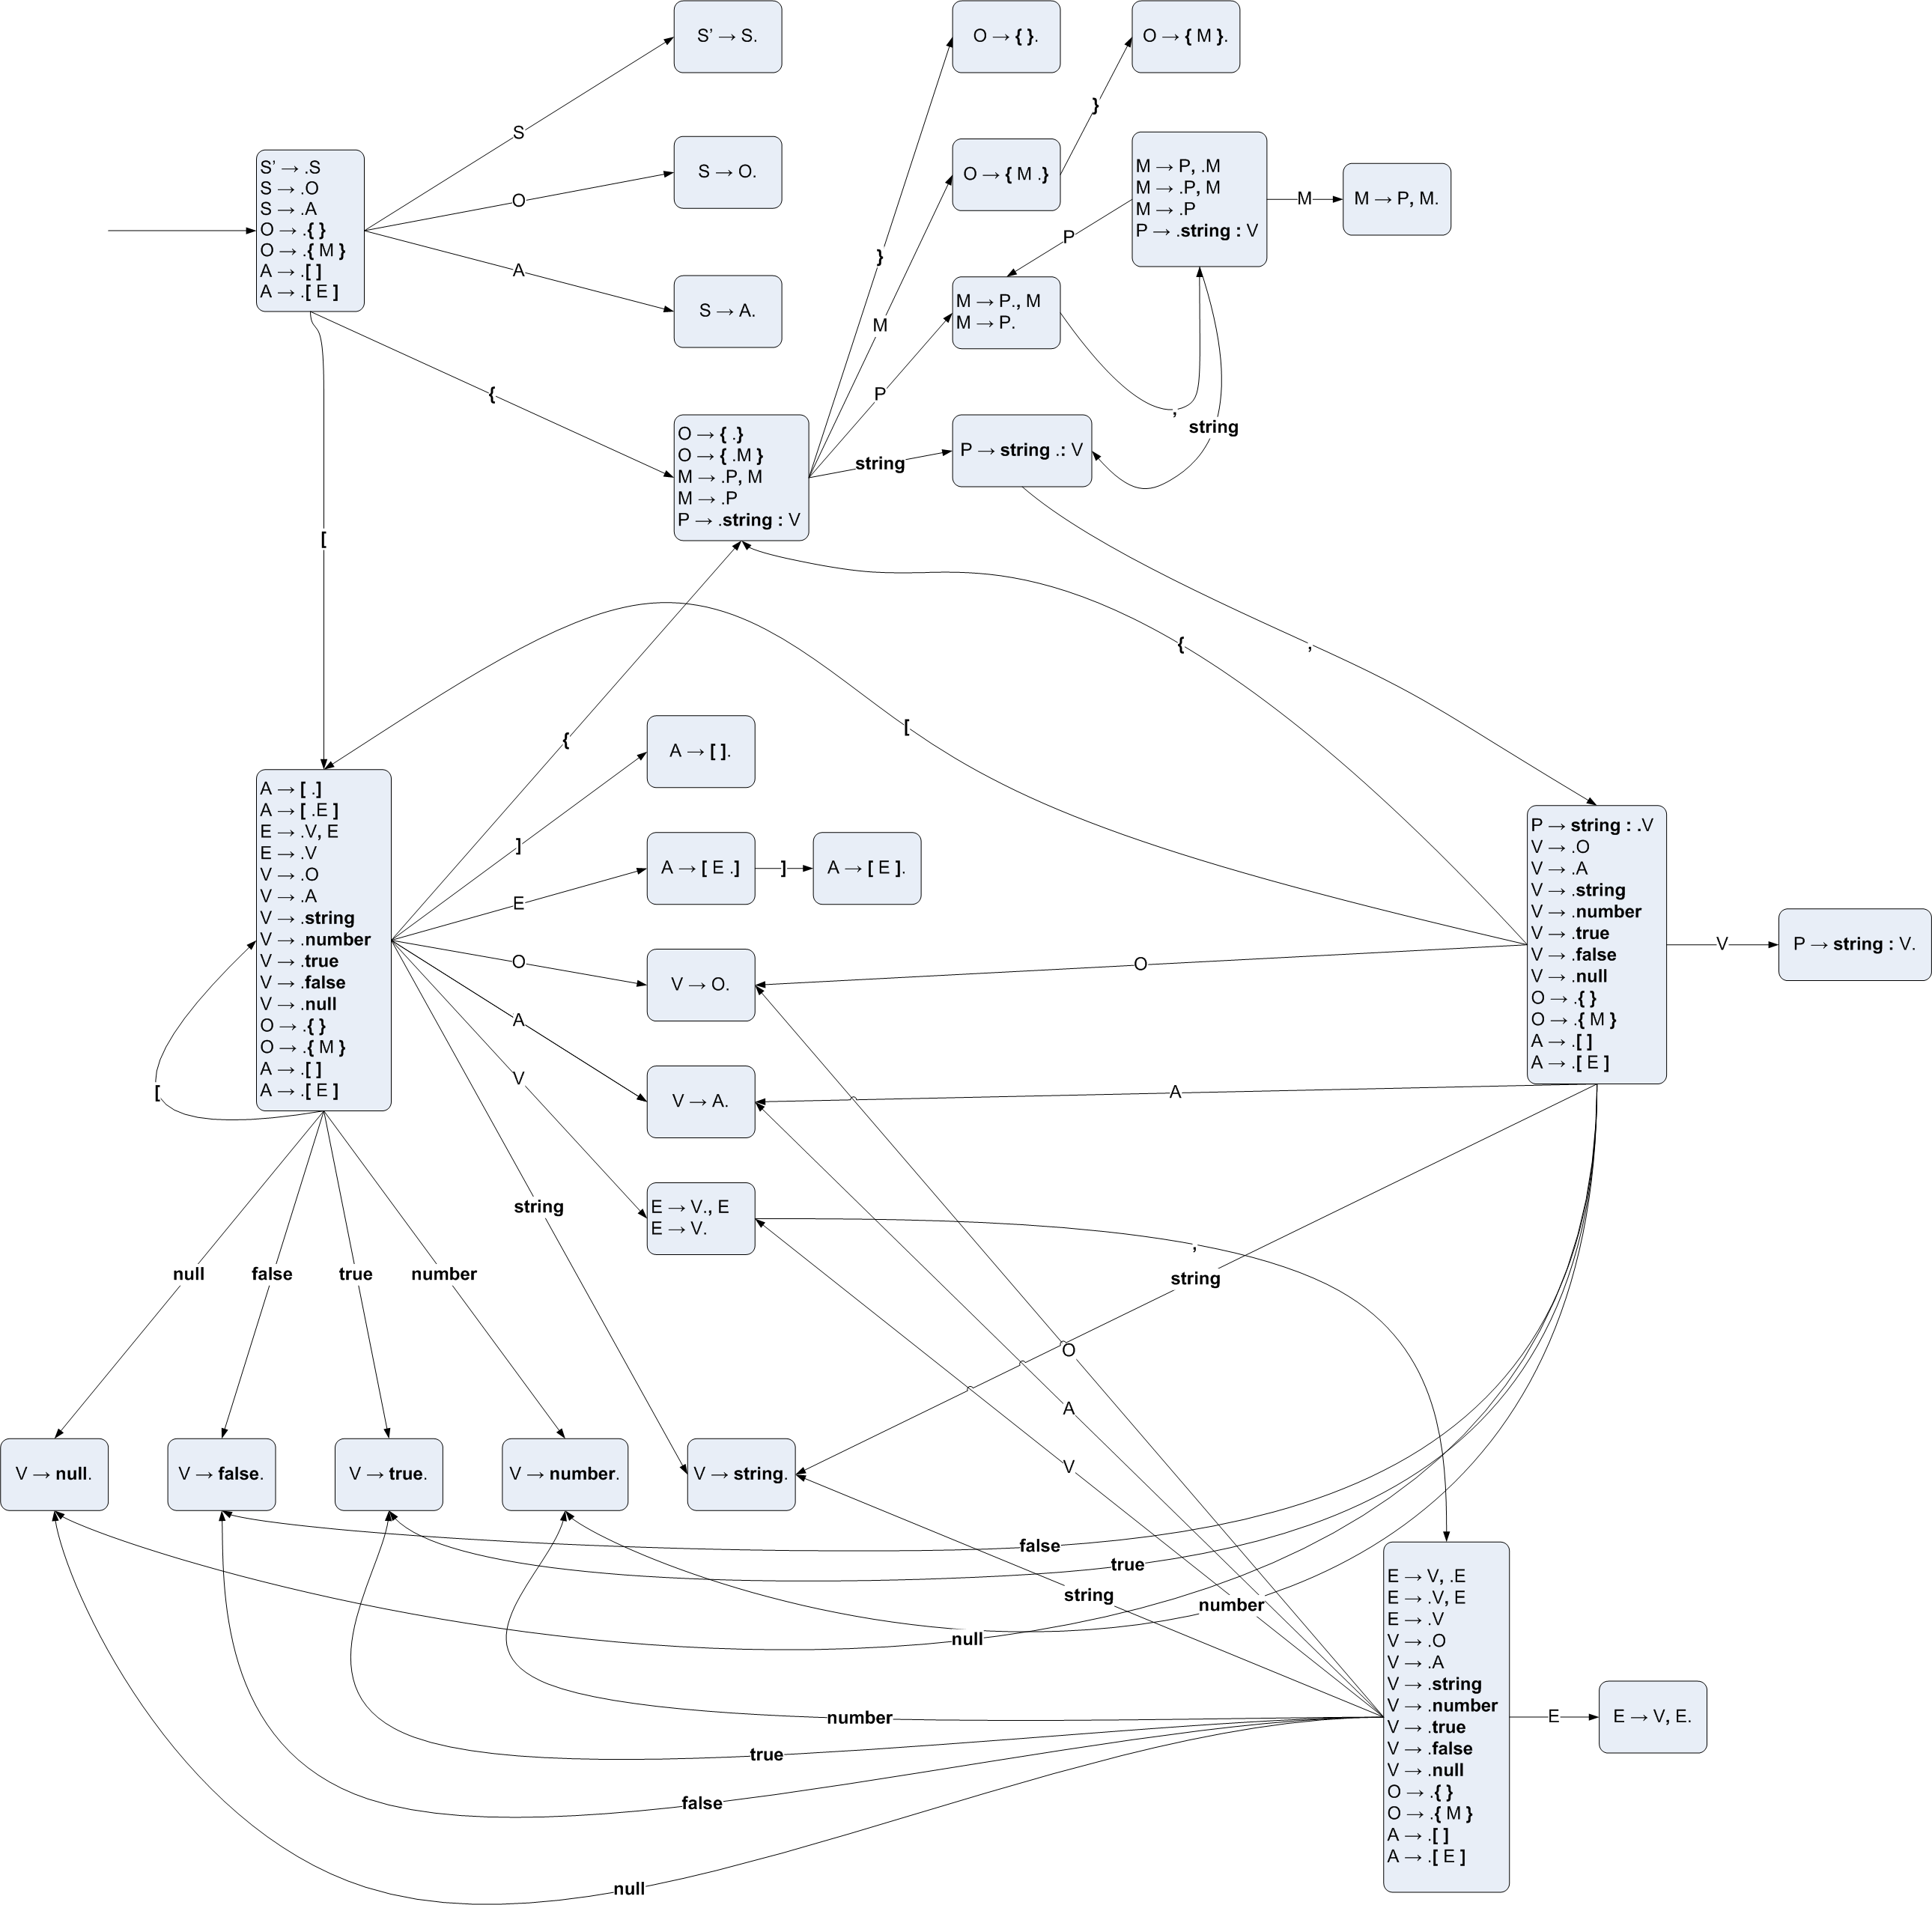 S' → S.
O → { }.
O → { M }.
S
}
S' → .S
S → .O
S → .A
O → .{ }
O → .{ M }
A → .[ ]
A → .[ E ]
O
S → O.
A
S → A.
}
O → { M .}
M → P, .M
M → .P, M
M → .P
P → .string : V
M
M → P, M.
P
M
M → P., M
M → P.
P
,
string
{
O → { .}
O → { .M }
M → .P, M
M → .P
P → .string : V
string
P → string .: V
[
{
,
[
{
A → [ ].
A → [ .]
A → [ .E ]
E → .V, E
E → .V
V → .O
V → .A
V → .string
V → .number
V → .true
V → .false
V → .null
O → .{ }
O → .{ M }
A → .[ ]
A → .[ E ]
[
]
E
A → [ E .]
]
A → [ E ].
O
V → O.
A
V → A.
V
E → V., E
E → V.
O
A
P → string : .V
V → .O
V → .A
V → .string
V → .number
V → .true
V → .false
V → .null
O → .{ }
O → .{ M }
A → .[ ]
A → .[ E ]
V
P → string : V.
string
,
string
null
false
true
number
O
A
V
V → null.
V → false.
V → true.
V → number.
V → string.
false
true
string
number
null
number
true
false
null
E → V, .E
E → .V, E
E → .V
V → .O
V → .A
V → .string
V → .number
V → .true
V → .false
V → .null
O → .{ }
O → .{ M }
A → .[ ]
A → .[ E ]
E
E → V, E.